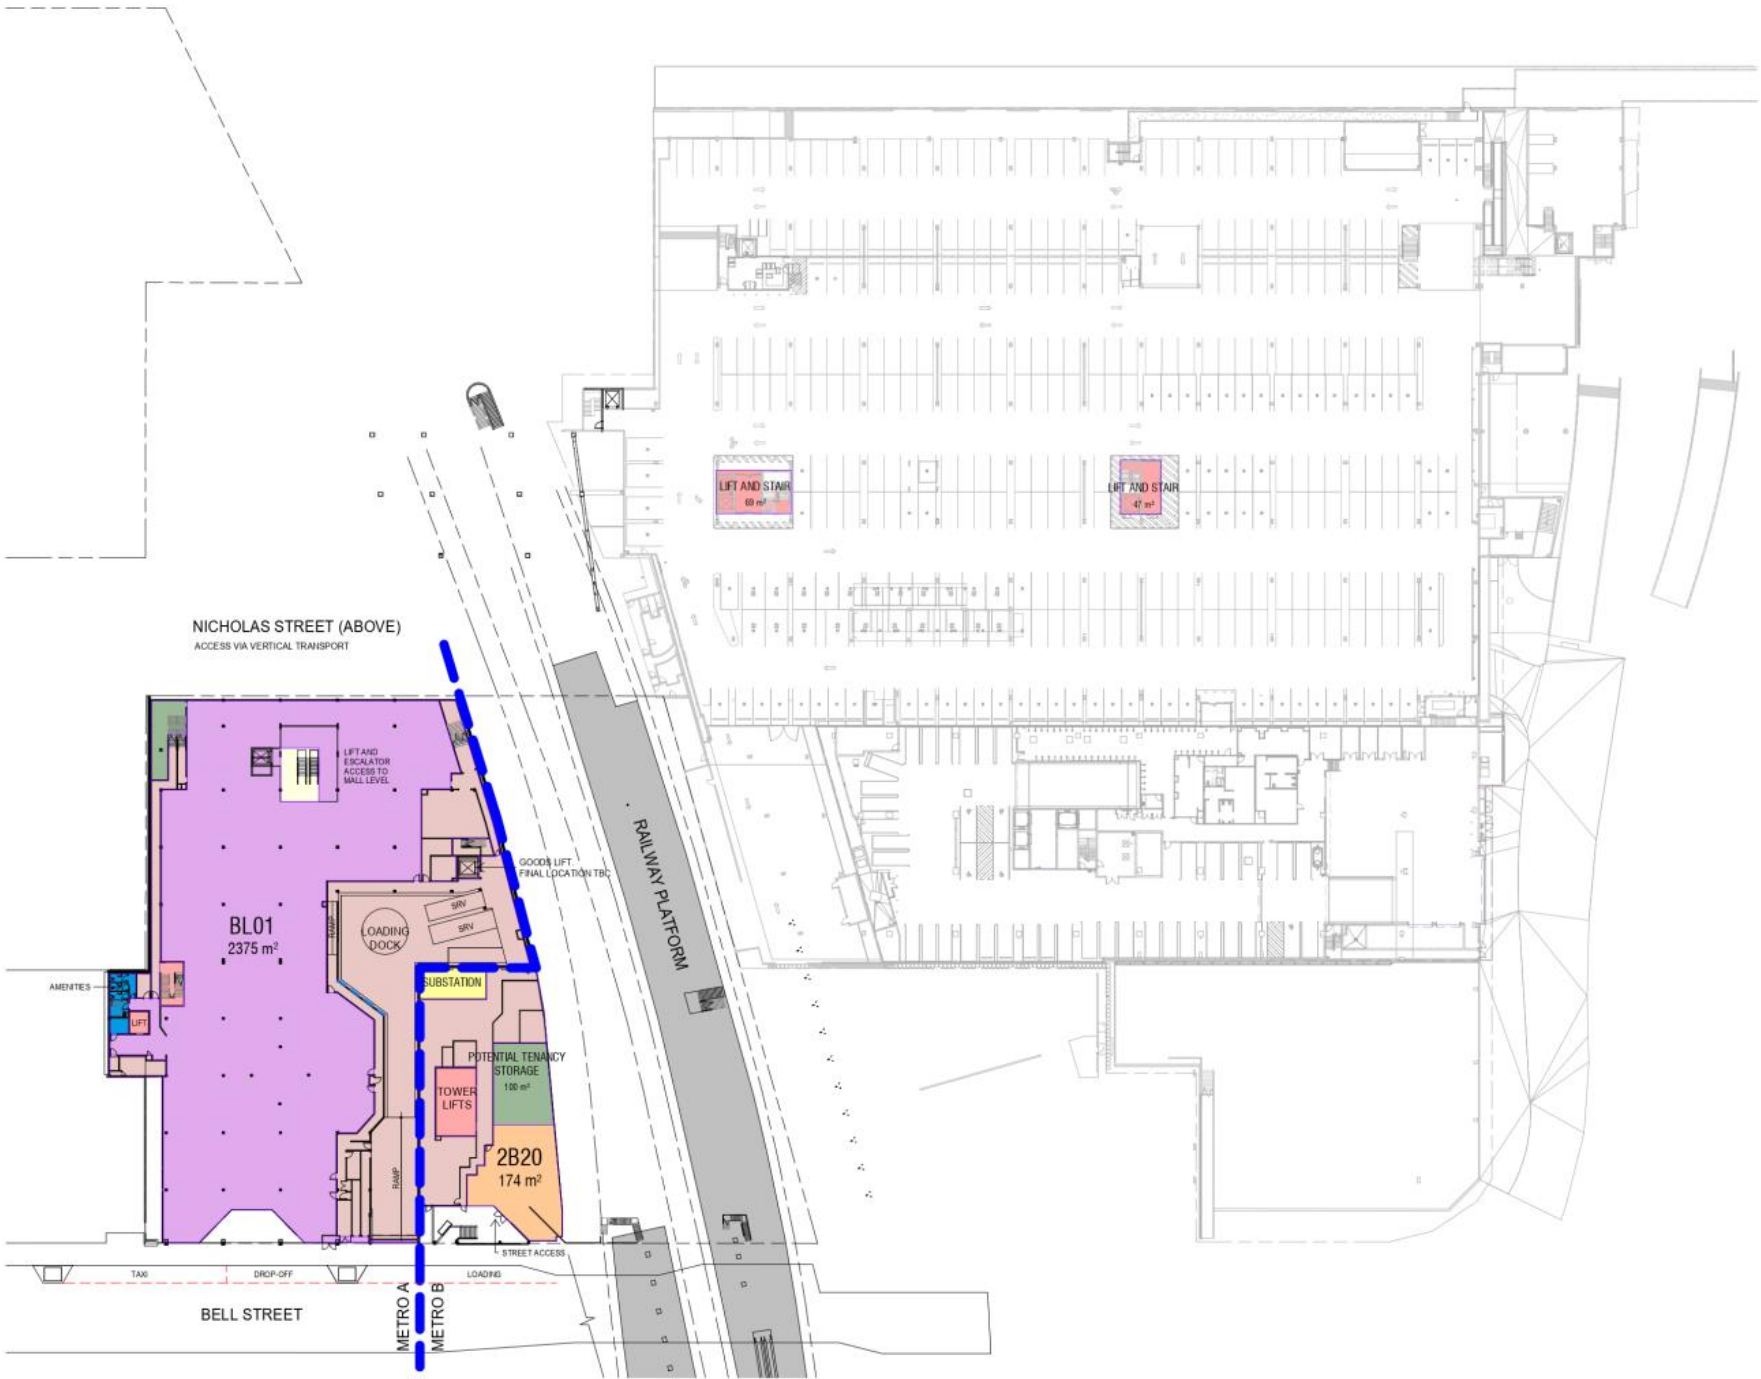 LIFT AND STAIR
69 m²
LIFT AND STAIR
47 m²
NICHOLAS STREET (ABOVE)
ACCESS VIA VERTICAL TRANSPORT
LIFT AND
ESCALATOR
ACCESS TO
MALL LEVEL
GOODS LIFT.
FINAL LOCATION TBC
RAILWAY PLATFORM
SRV
SRV
BL01
2375 m²
RAMP
LOADING
DOCK
AMENITIES
LIFT
SUBSTATION
POTENTIAL TENANCY
STORAGE
100 m²
TOWER
LIFTS
2B20
174 m²
RAMP
STREET ACCESS
TAXI
DROP-OFF
LOADING
BELL STREET
METRO A
METRO B